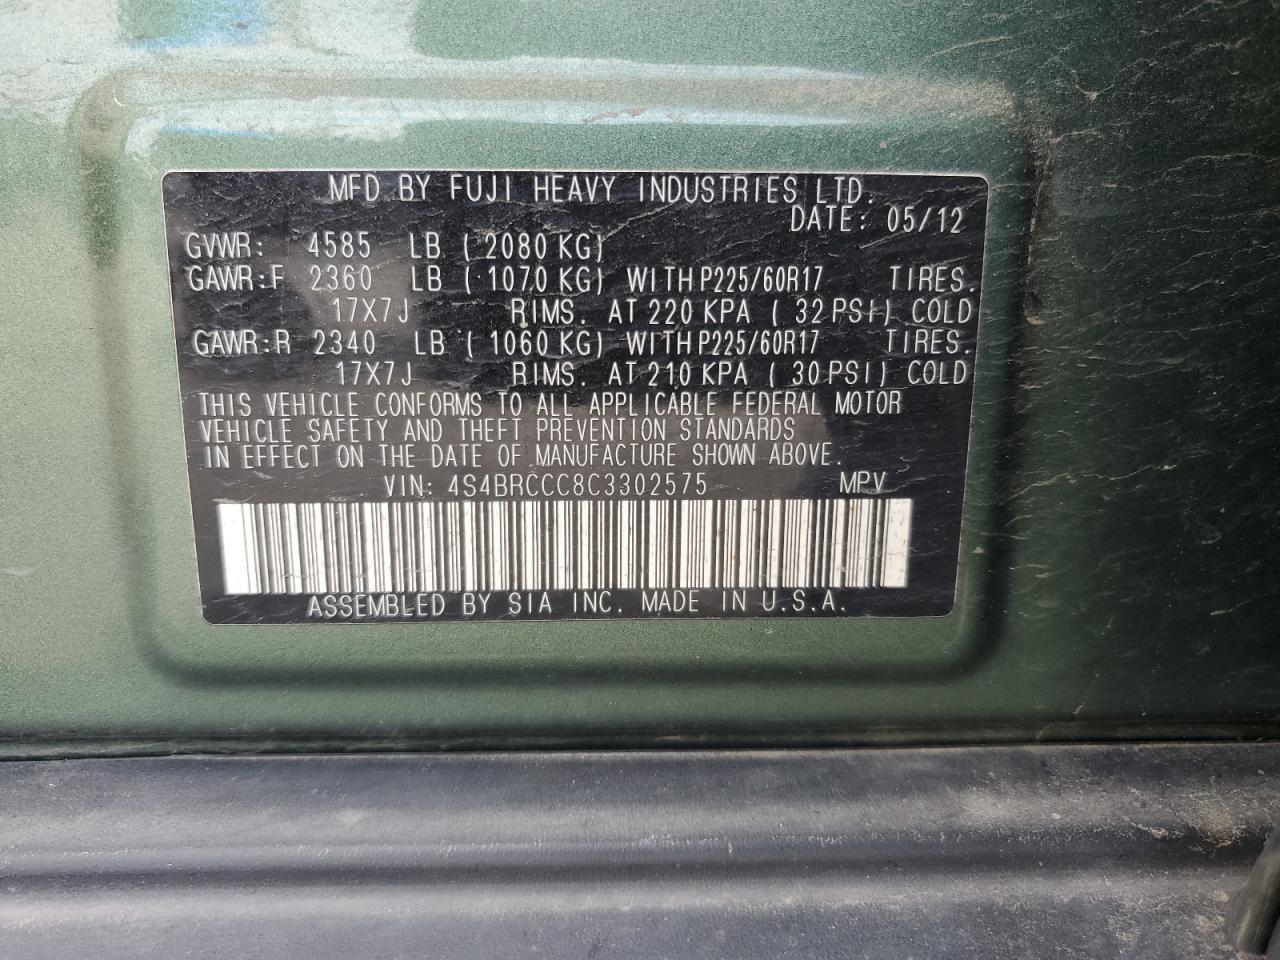 MFD BY FUJI HEAVY INDUSTRIES LTD.
DATE: 05/12
GVWR: 4585 LB ( 2080 KG)
GAWR: F 2360 LB ( 1070 KG) WITH P225/60R17 TIRES.
17X7J RIMS. AT 220 KPA ( 32 PSI) COLD
GAWR: R 2340 LB ( 1060 KG) WITH P225/60R17 TIRES.
17X7J RIMS. AT 210 KPA ( 30 PSI) COLD
THIS VEHICLE CONFORMS TO ALL APPLICABLE FEDERAL MOTOR
VEHICLE SAFETY AND THEFT PREVENTION STANDARDS
IN EFFECT ON THE DATE OF MANUFACTURE SHOWN ABOVE.
VIN: 4S4BRCCC8C3302575 MPV
ASSEMBLED BY SIA INC. MADE IN U.S.A.